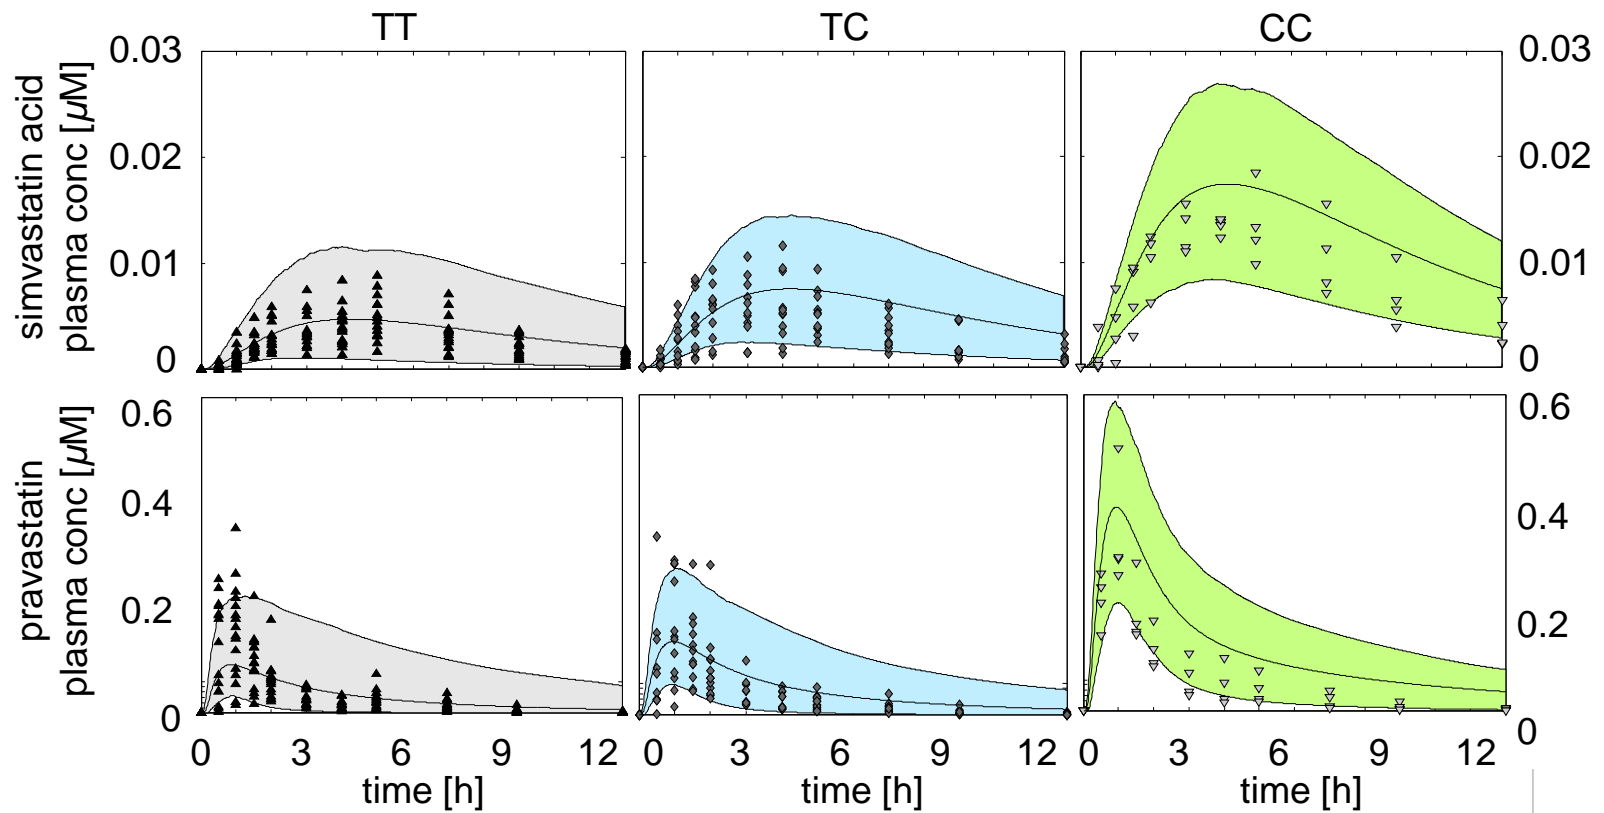 TT
TC
CC
simvastatin acid
plasma conc [µM]
0.03
0.02
0.01
0
0.03
0.02
0.01
0
pravastatin
plasma conc [µM]
0.6
0.4
0.2
0
0.6
0.4
0.2
0
0 3 6 9 12
0 3 6 9 12
0 3 6 9 12
time [h]
time [h]
time [h]